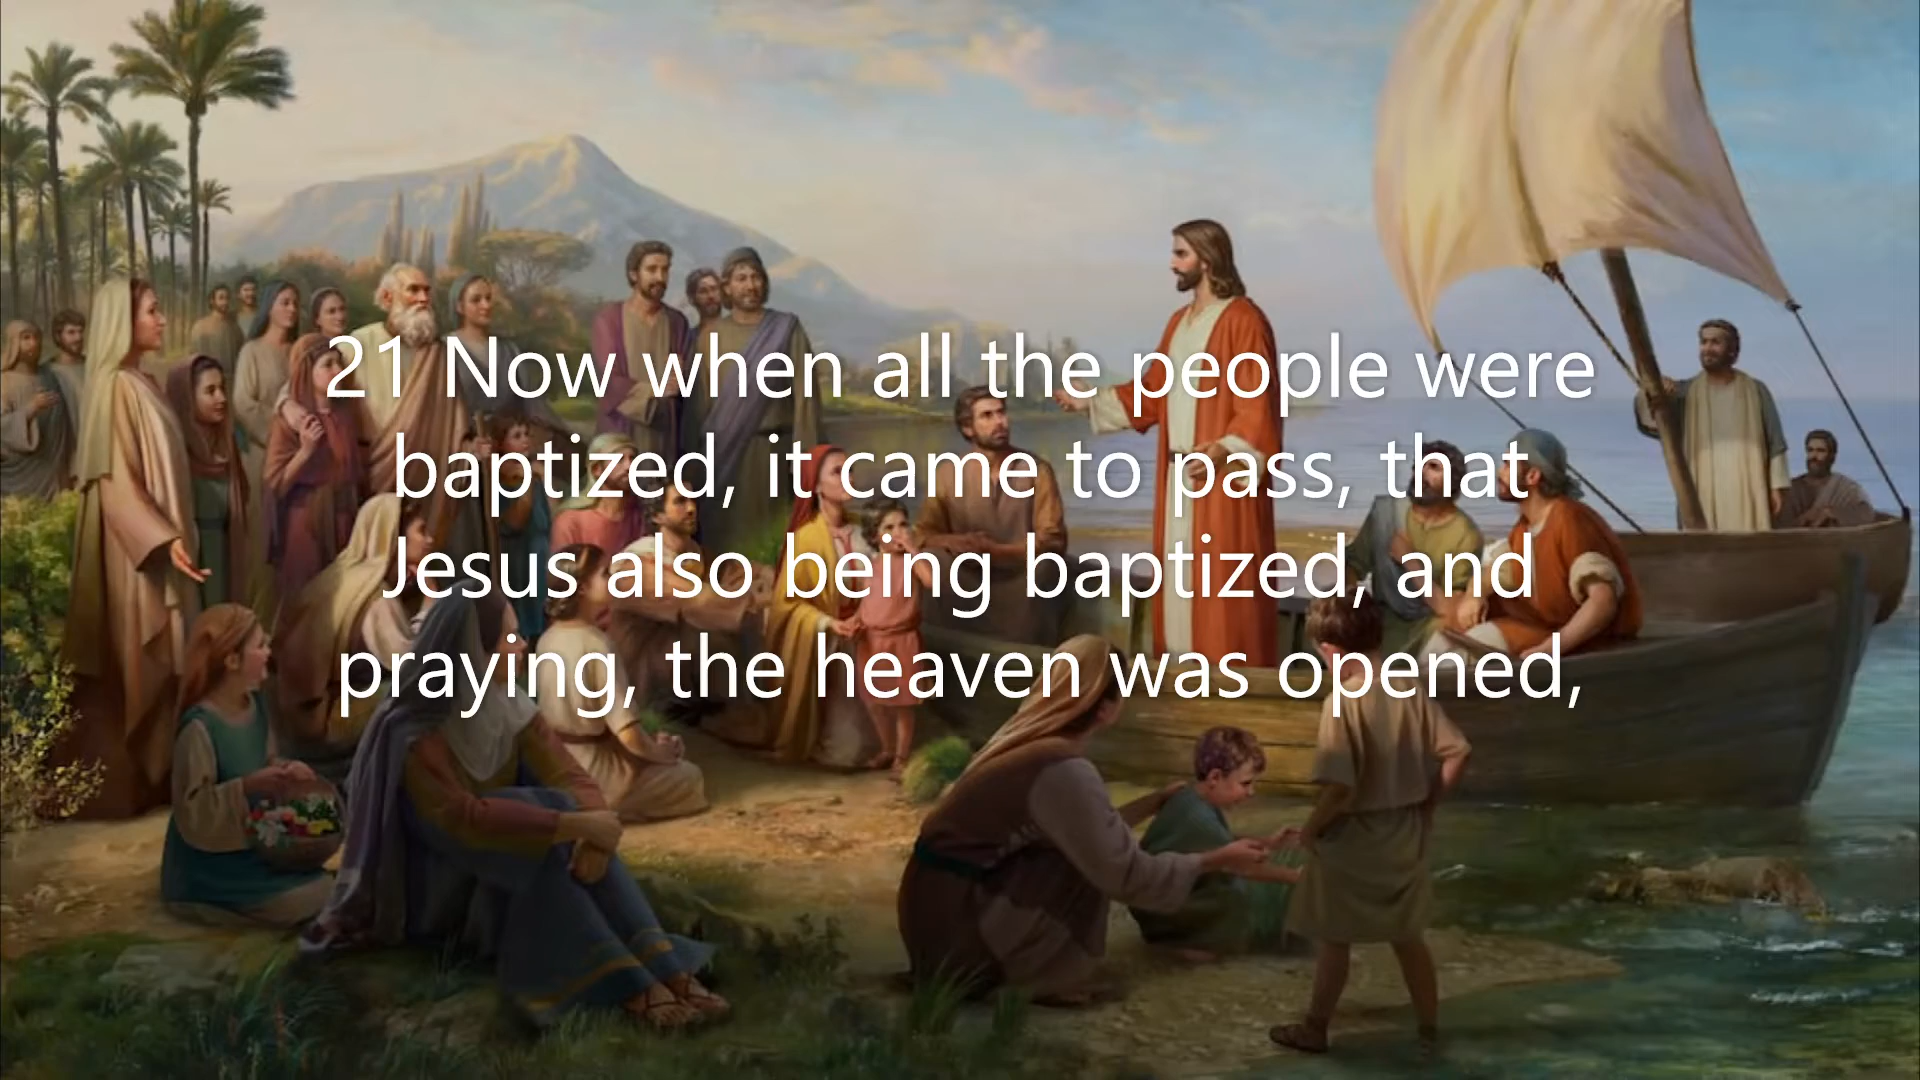 21 Now when all the people were
baptized, it came to pass, that
Jesus also being baptized, and
praying, the heaven was opened,